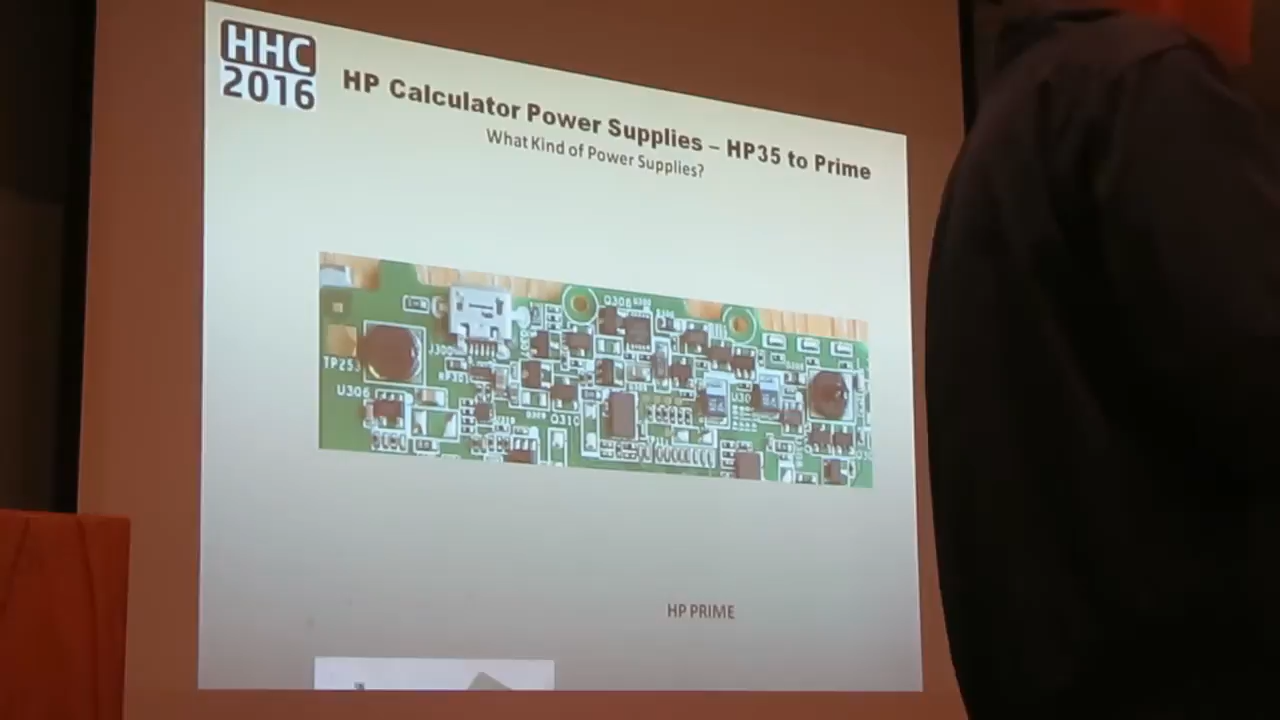 HHC
2016
HP Calculator Power Supplies – HP35 to Prime
What Kind of Power Supplies?
Q308
TP253
U306
Q310
HP PRIME